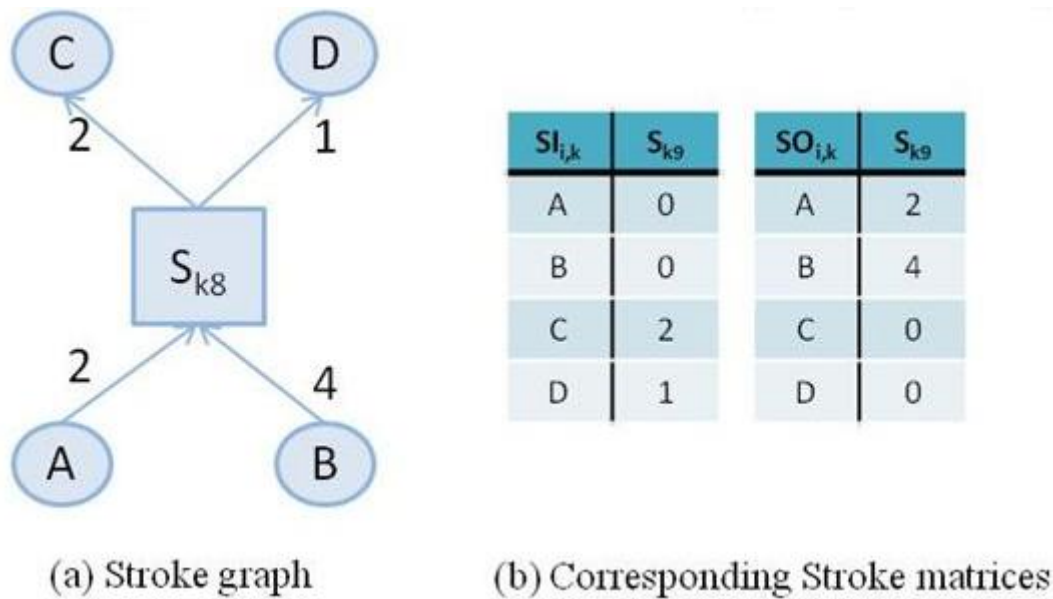 C D
2 1
S_k8
2 4
A B
SI_i,k S_k9
A 0
B 0
C 2
D 1
SO_i,k S_k9
A 2
B 4
C 0
D 0
(a) Stroke graph
(b) Corresponding Stroke matrices